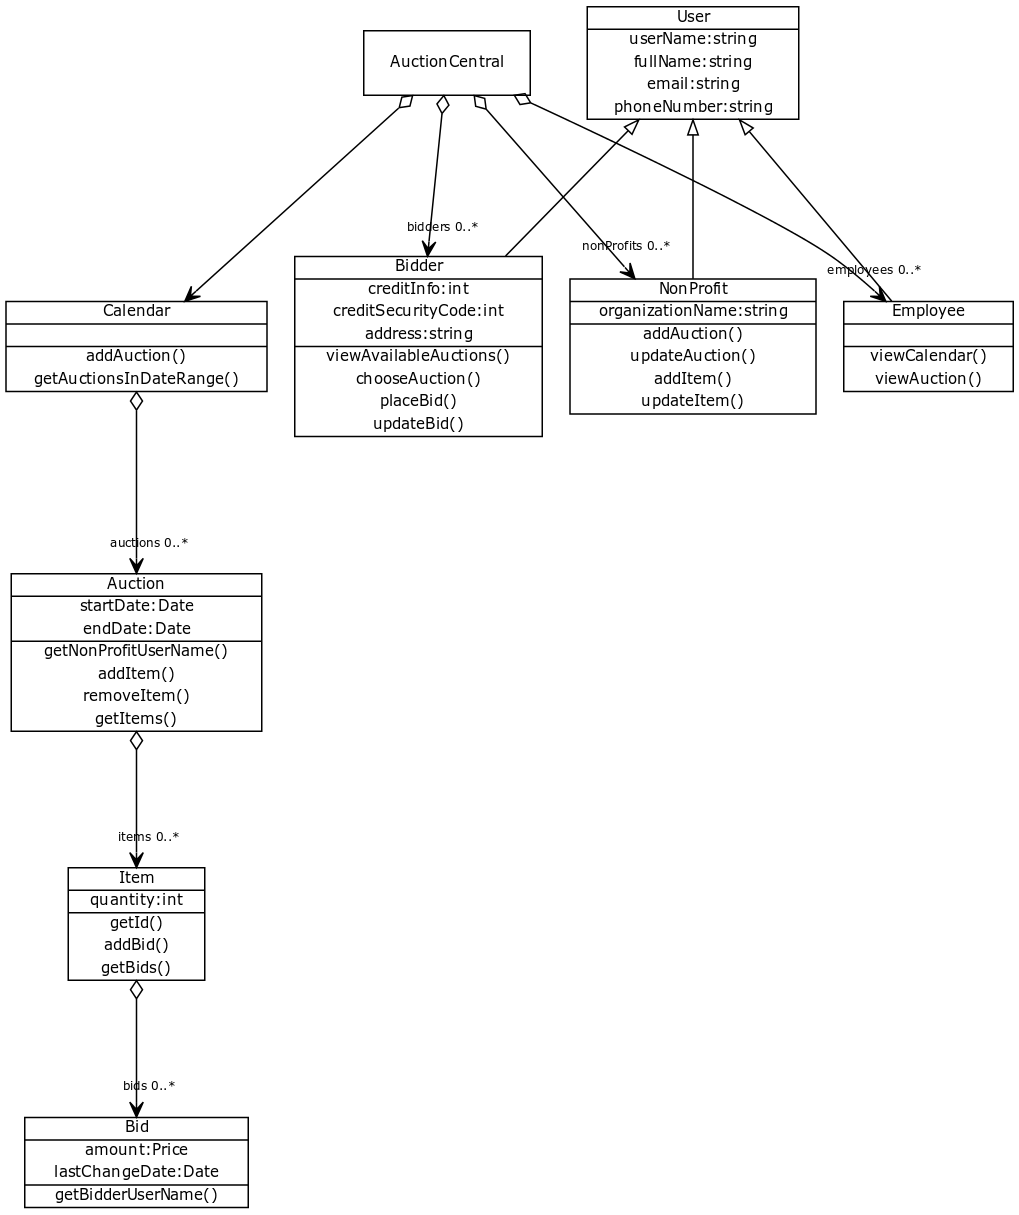 User
userName:string
fullName:string
email:string
phoneNumber:string
AuctionCentral
bidders 0..*
nonProfits 0..*
employees 0..*
Bidder
creditInfo:int
creditSecurityCode:int
address:string
viewAvailableAuctions()
chooseAuction()
placeBid()
updateBid()
NonProfit
organizationName:string
addAuction()
updateAuction()
addItem()
updateItem()
Employee
viewCalendar()
viewAuction()
Calendar
addAuction()
getAuctionsInDateRange()
auctions 0..*
Auction
startDate:Date
endDate:Date
getNonProfitUserName()
addItem()
removeItem()
getItems()
items 0..*
Item
quantity:int
getId()
addBid()
getBids()
bids 0..*
Bid
amount:Price
lastChangeDate:Date
getBidderUserName()